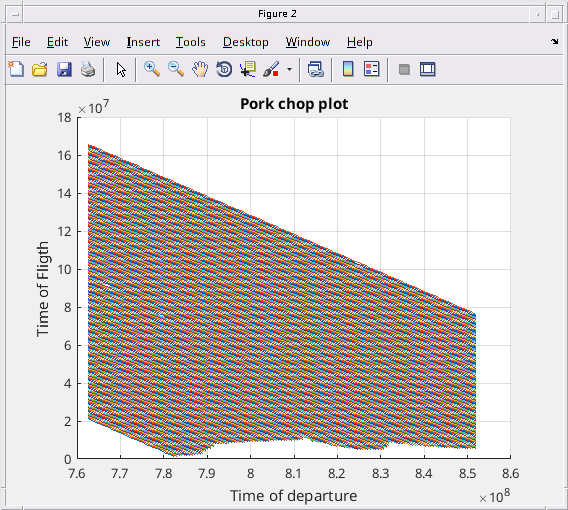 Figure 2
File Edit View Insert Tools Desktop Window Help
Pork chop plot
×10^7
18
16
14
12
10
8
6
4
2
0
Time of Fligth
7.6 7.7 7.8 7.9 8 8.1 8.2 8.3 8.4 8.5 8.6
Time of departure
×10^8